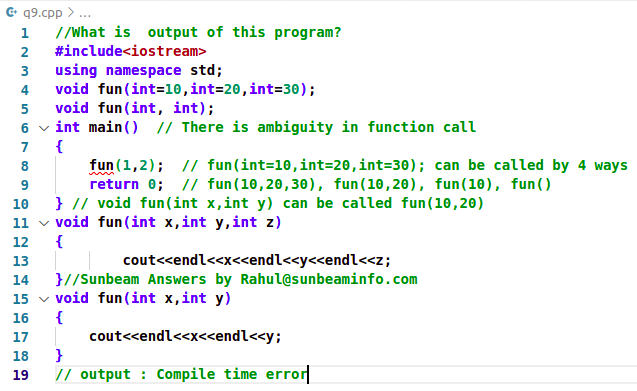 q9.cpp > ...
1 //What is  output of this program?
2 #include<iostream>
3 using namespace std;
4 void fun(int=10,int=20,int=30);
5 void fun(int, int);
6 int main()  // There is ambiguity in function call
7 {
8     fun(1,2);  // fun(int=10,int=20,int=30); can be called by 4 ways
9     return 0;  // fun(10,20,30), fun(10,20), fun(10), fun()
10 } // void fun(int x,int y) can be called fun(10,20)
11 void fun(int x,int y,int z)
12 {
13         cout<<endl<<x<<endl<<y<<endl<<z;
14 }//Sunbeam Answers by Rahul@sunbeaminfo.com
15 void fun(int x,int y)
16 {
17     cout<<endl<<x<<endl<<y;
18 }
19 // output : Compile time error